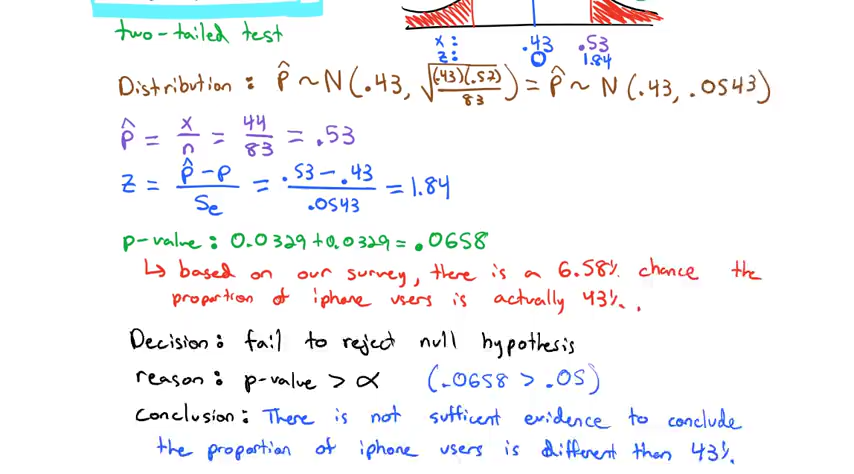 two-tailed test
x: .43 .53
z: 0 1.84
Distribution: p̂ ~ N(.43, √((.43)(.57)/83)) = p̂ ~ N(.43, .0543)
p̂ = x/n = 44/83 = .53
z = (p̂ - p)/Se = (.53 - .43)/.0543 = 1.84
p-value: 0.0329 + 0.0329 = .0658
↳ based on our survey, there is a 6.58% chance the
proportion of iphone users is actually 43%.
Decision: fail to reject null hypothesis
reason: p-value > α (.0658 > .05)
Conclusion: There is not sufficent evidence to conclude
the proportion of iphone users is different than 43%.